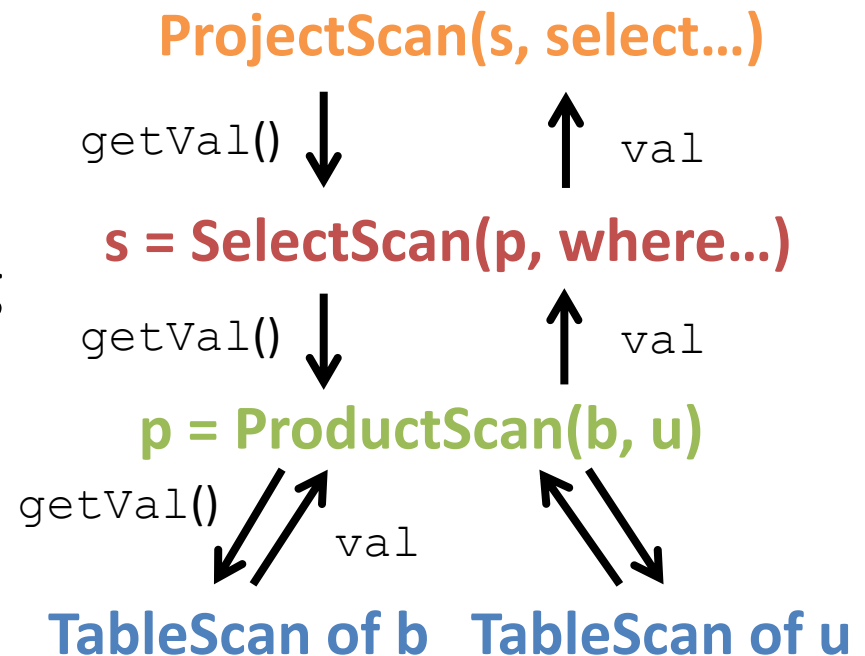 ProjectScan(s, select…)
getVal() val
s = SelectScan(p, where…)
getVal() val
p = ProductScan(b, u)
getVal()
val
TableScan of b TableScan of u